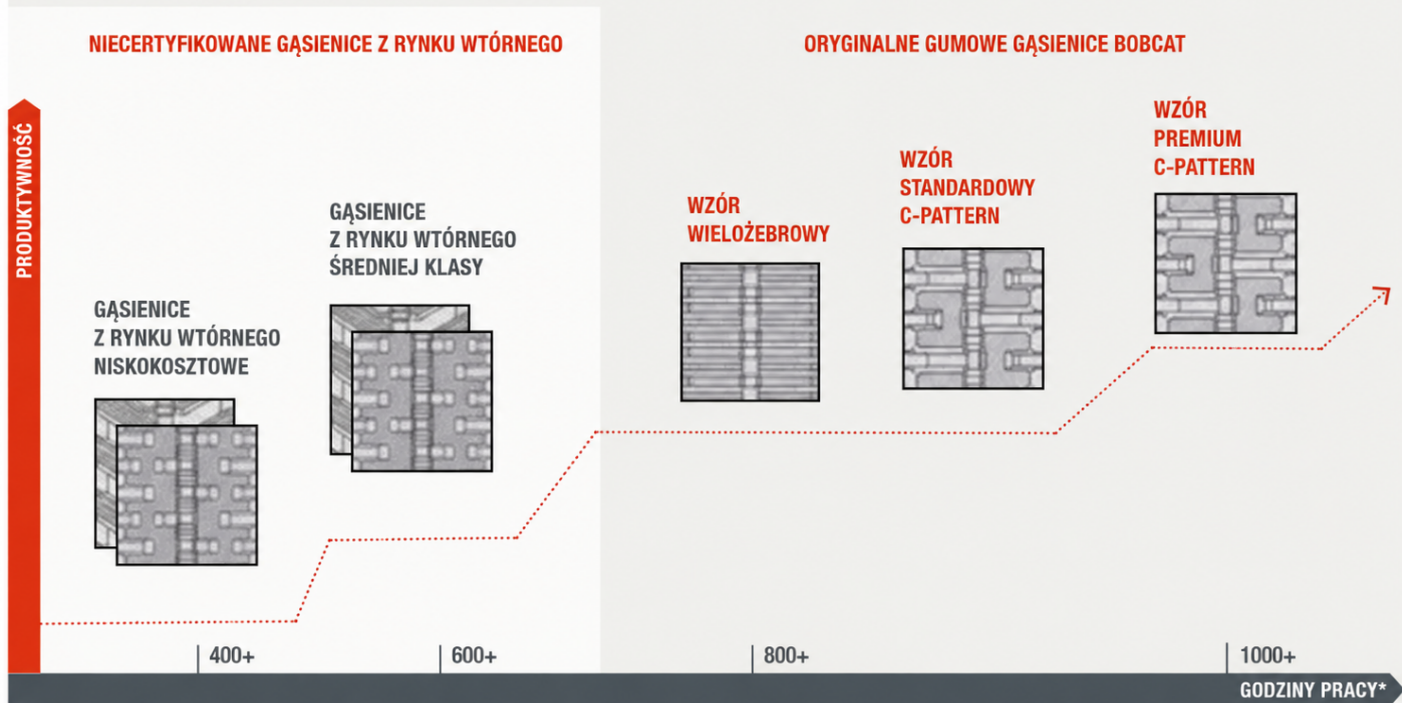 NIECERTYFIKOWANE GĄSIENICE Z RYNKU WTÓRNEGO
ORYGINALNE GUMOWE GĄSIENICE BOBCAT
PRODUKTYWNOŚĆ
GĄSIENICE
Z RYNKU WTÓRNEGO
NISKOKOSZTOWE
GĄSIENICE
Z RYNKU WTÓRNEGO
ŚREDNIEJ KLASY
WZÓR
WIELOŻEBROWY
WZÓR
STANDARDOWY
C-PATTERN
WZÓR
PREMIUM
C-PATTERN
400+
600+
800+
1000+
GODZINY PRACY*